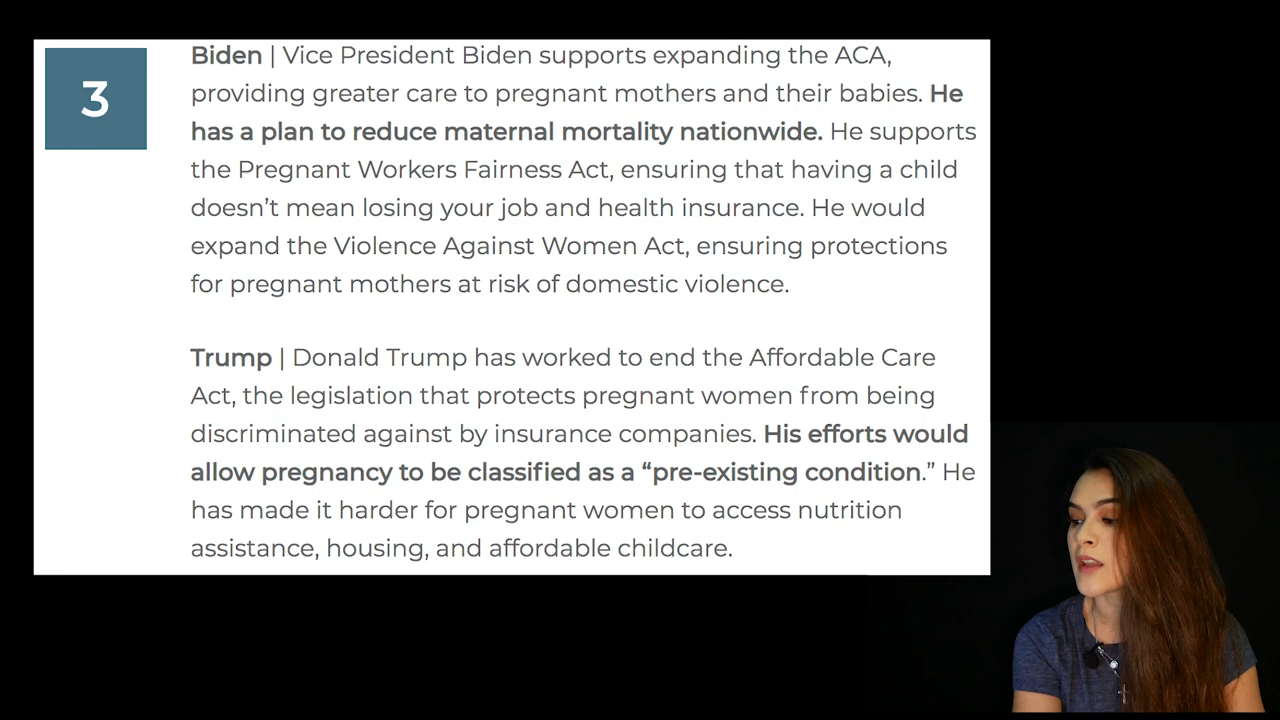 3
Biden | Vice President Biden supports expanding the ACA,
providing greater care to pregnant mothers and their babies. He
has a plan to reduce maternal mortality nationwide. He supports
the Pregnant Workers Fairness Act, ensuring that having a child
doesn’t mean losing your job and health insurance. He would
expand the Violence Against Women Act, ensuring protections
for pregnant mothers at risk of domestic violence.
Trump | Donald Trump has worked to end the Affordable Care
Act, the legislation that protects pregnant women from being
discriminated against by insurance companies. His efforts would
allow pregnancy to be classified as a “pre-existing condition.” He
has made it harder for pregnant women to access nutrition
assistance, housing, and affordable childcare.